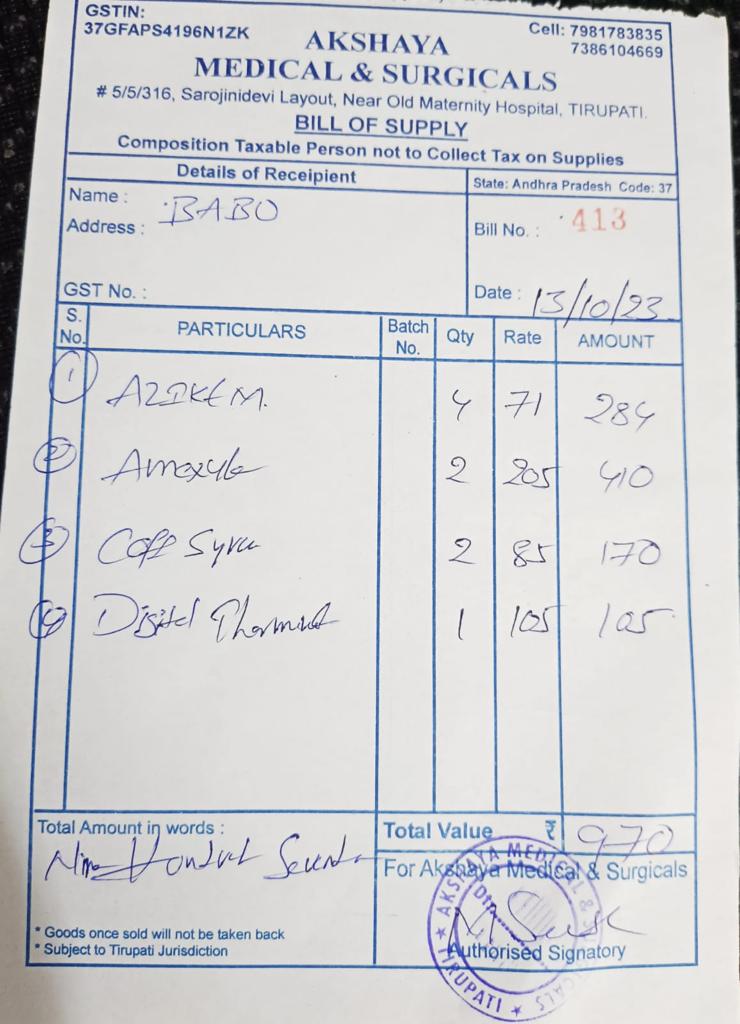 GSTIN:
37GFAPS4196N1ZK
Cell: 7981783835
7386104669
AKSHAYA
MEDICAL & SURGICALS
# 5/5/316, Sarojinidevi Layout, Near Old Maternity Hospital, TIRUPATI.
BILL OF SUPPLY
Composition Taxable Person not to Collect Tax on Supplies
Details of Receipient
State: Andhra Pradesh Code: 37
Name : BABO
Address :
Bill No. : 413
GST No. :
Date : 13/10/23
S. No. PARTICULARS Batch No. Qty Rate AMOUNT
1 AZIKEM. 4 71 284
2 2 205 410
3 Coff Syru 2 85 170
4 Digital 1 105 105
Total Amount in words :
Total Value ₹ 970
Nine Hundred
For Akshaya Medical & Surgicals
* Goods once sold will not be taken back
* Subject to Tirupati Jurisdiction
Authorised Signatory
AKSHAYA MEDICAL & SURGICALS
★ TIRUPATI ★